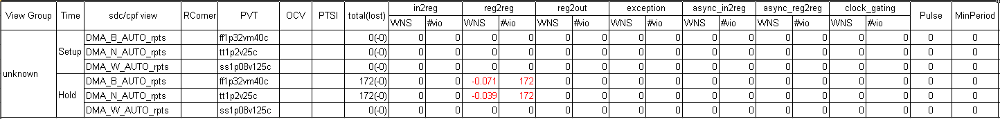 View Group Time sdc/cpf view RCorner PVT OCV PTSI total(lost) in2reg reg2reg reg2out exception async_in2reg async_reg2reg clock_gating Pulse MinPeriod
WNS #vio WNS #vio WNS #vio WNS #vio WNS #vio WNS #vio WNS #vio
unknown Setup DMA_B_AUTO_rpts ff1p32vm40c 0(-0) 0 0 0 0 0 0 0 0 0 0 0 0 0 0 0 0
DMA_N_AUTO_rpts tt1p2v25c 0(-0) 0 0 0 0 0 0 0 0 0 0 0 0 0 0 0 0
DMA_W_AUTO_rpts ss1p08v125c 0(-0) 0 0 0 0 0 0 0 0 0 0 0 0 0 0 0 0
Hold DMA_B_AUTO_rpts ff1p32vm40c 172(-0) 0 0 -0.071 172 0 0 0 0 0 0 0 0 0 0 0 0
DMA_N_AUTO_rpts tt1p2v25c 172(-0) 0 0 -0.039 172 0 0 0 0 0 0 0 0 0 0 0 0
DMA_W_AUTO_rpts ss1p08v125c 0(-0) 0 0 0 0 0 0 0 0 0 0 0 0 0 0 0 0